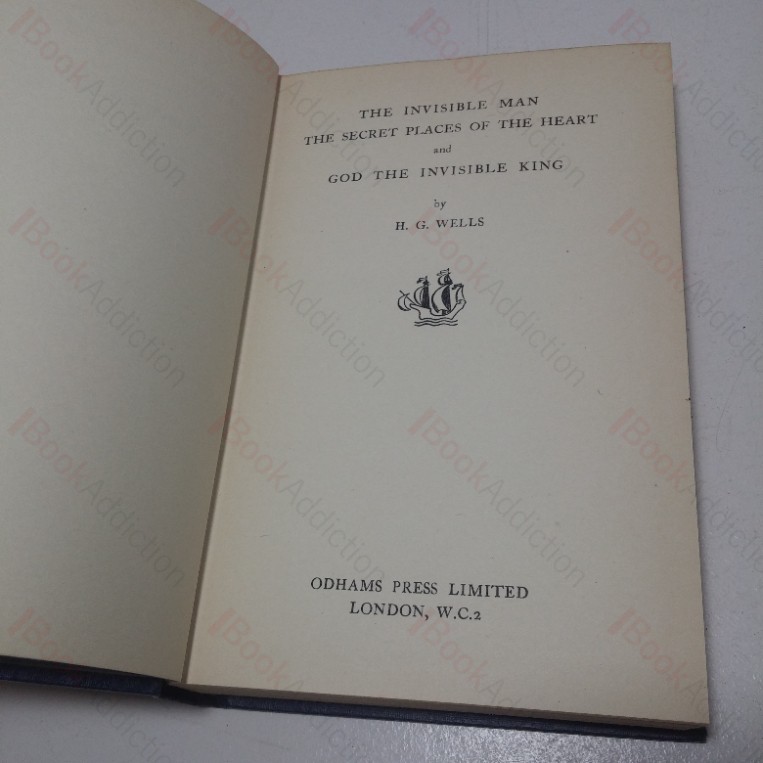 THE INVISIBLE MAN
THE SECRET PLACES OF THE HEART
and
GOD THE INVISIBLE KING
by
H. G. WELLS
ODHAMS PRESS LIMITED
LONDON, W.C.2
BookAddiction